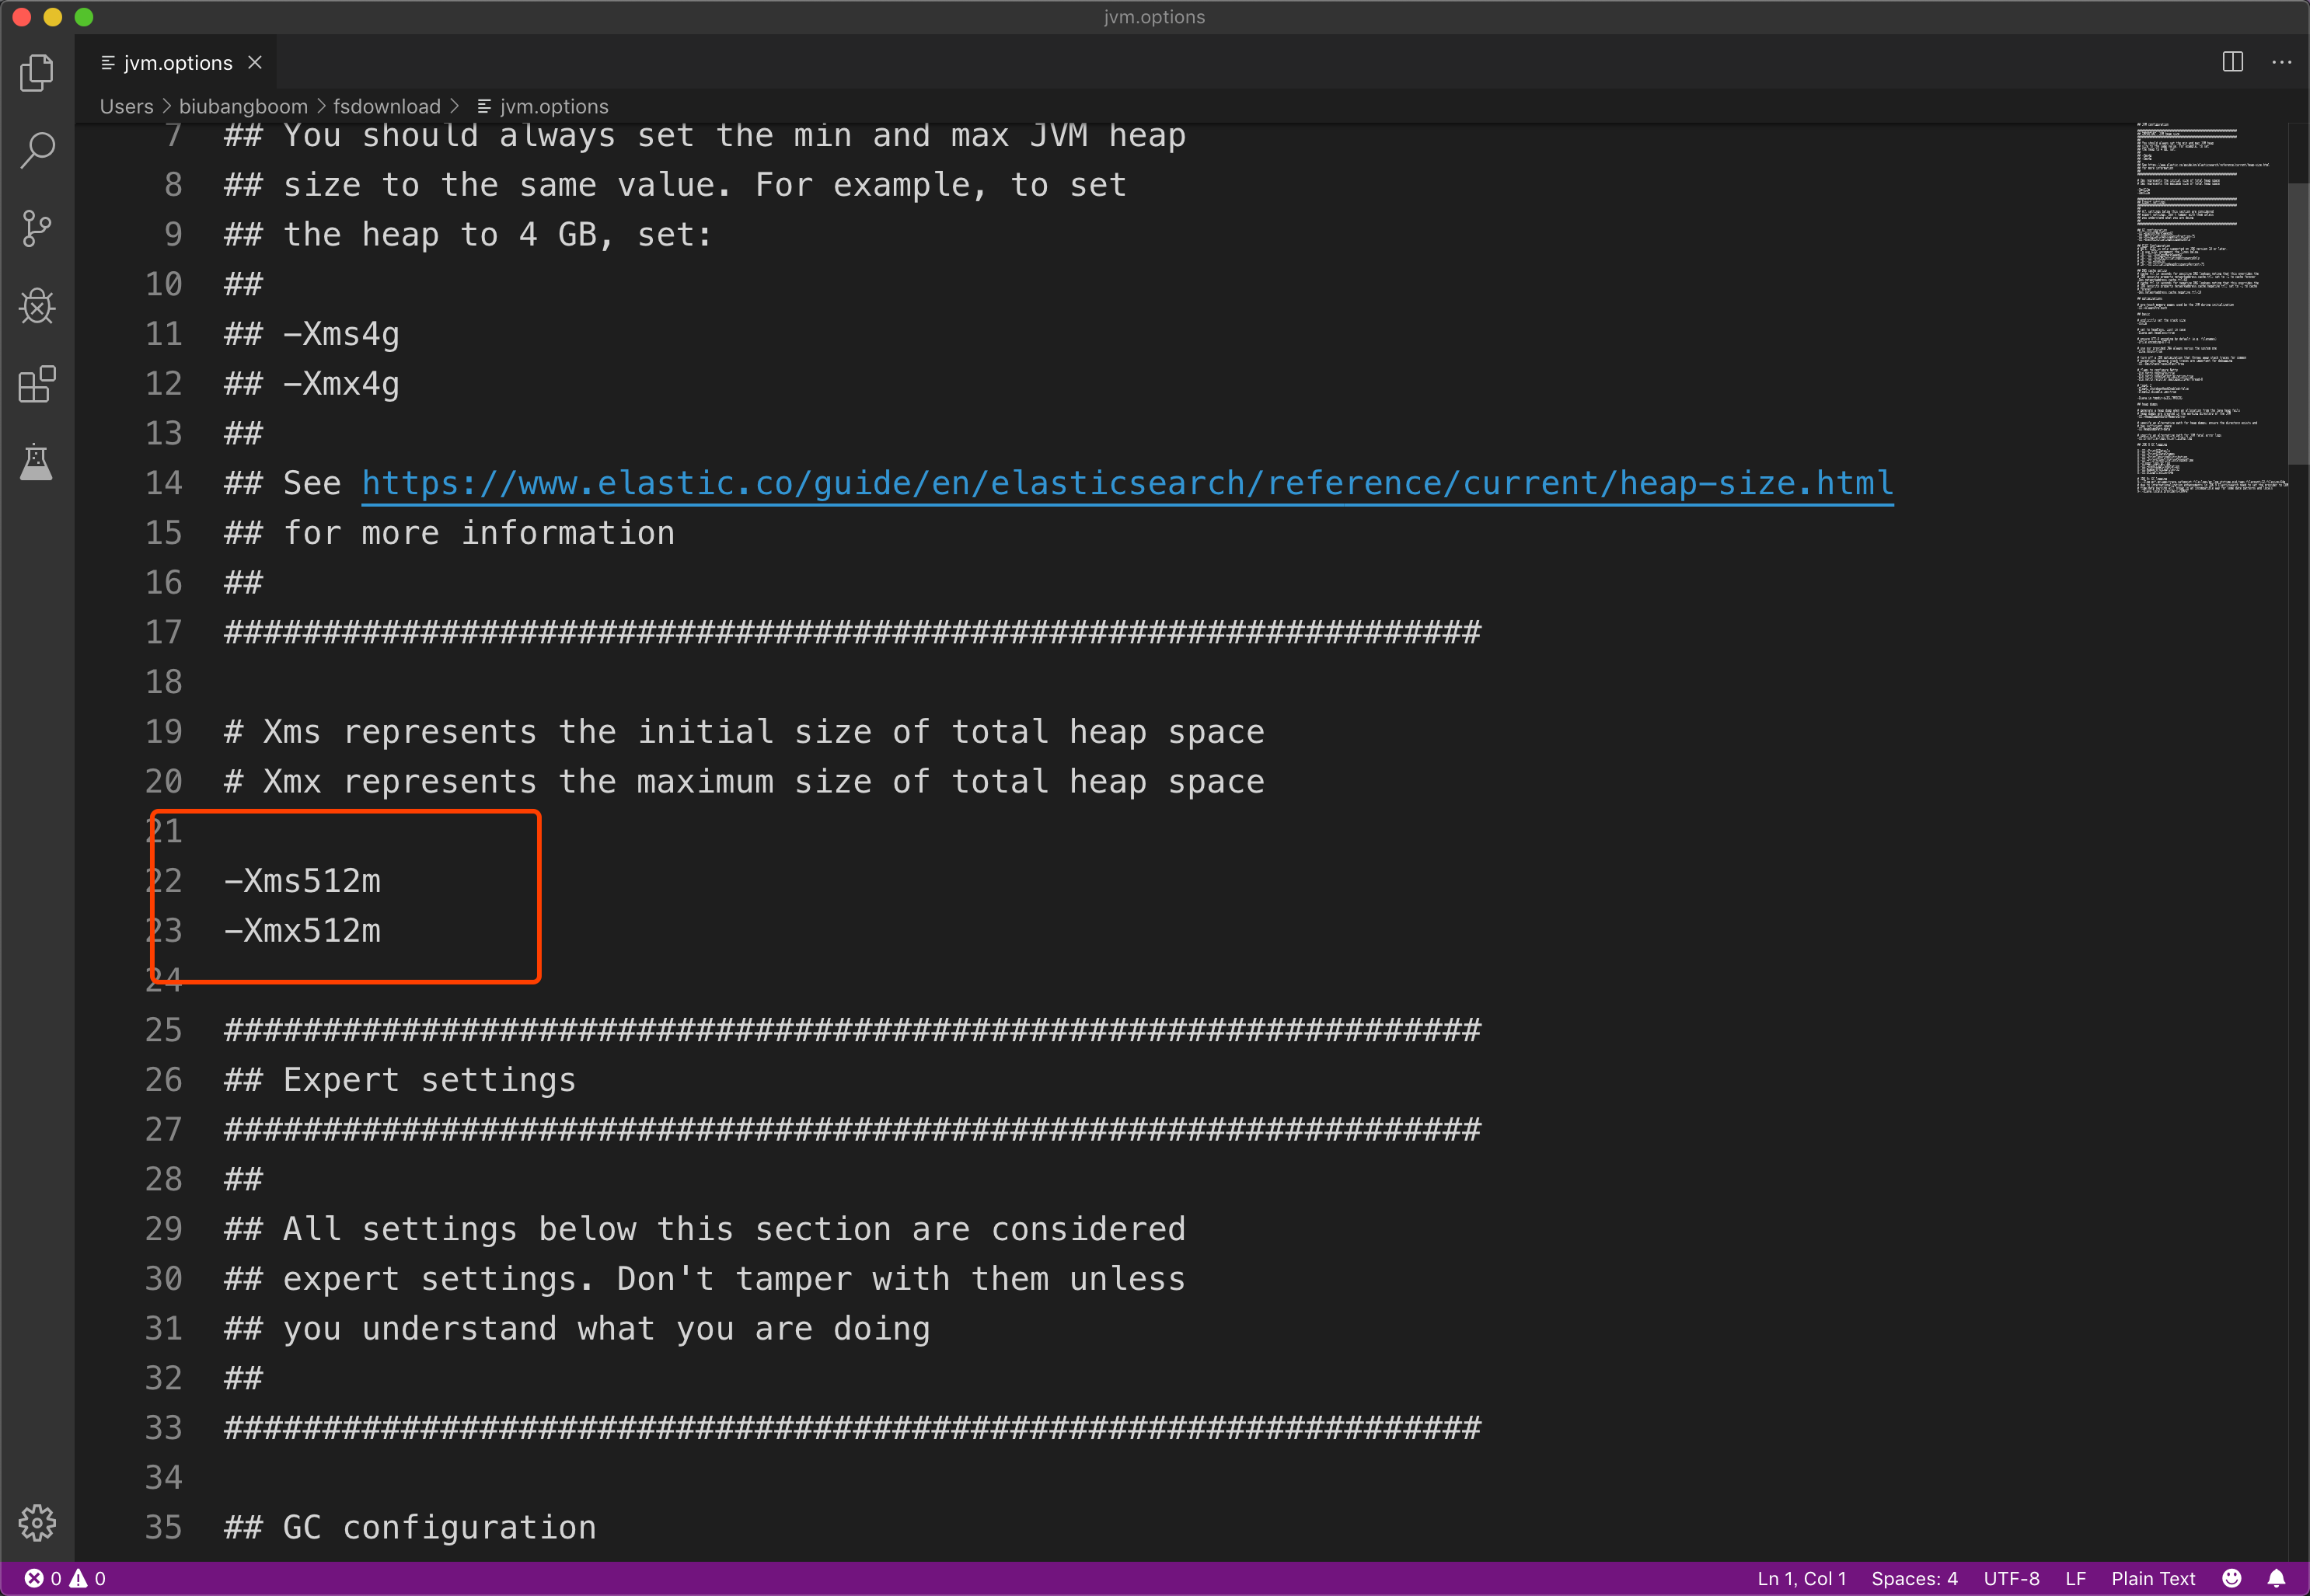 jvm.options
jvm.options
Users > biubangboom > fsdownload > jvm.options
7 ## You should always set the min and max JVM heap
8 ## size to the same value. For example, to set
9 ## the heap to 4 GB, set:
10 ##
11 ## -Xms4g
12 ## -Xmx4g
13 ##
14 ## See https://www.elastic.co/guide/en/elasticsearch/reference/current/heap-size.html
15 ## for more information
16 ##
17 ################################################################
18
19 # Xms represents the initial size of total heap space
20 # Xmx represents the maximum size of total heap space
21
22 -Xms512m
23 -Xmx512m
24
25 ################################################################
26 ## Expert settings
27 ################################################################
28 ##
29 ## All settings below this section are considered
30 ## expert settings. Don't tamper with them unless
31 ## you understand what you are doing
32 ##
33 ################################################################
34
35 ## GC configuration
0 0 Ln 1, Col 1 Spaces: 4 UTF-8 LF Plain Text